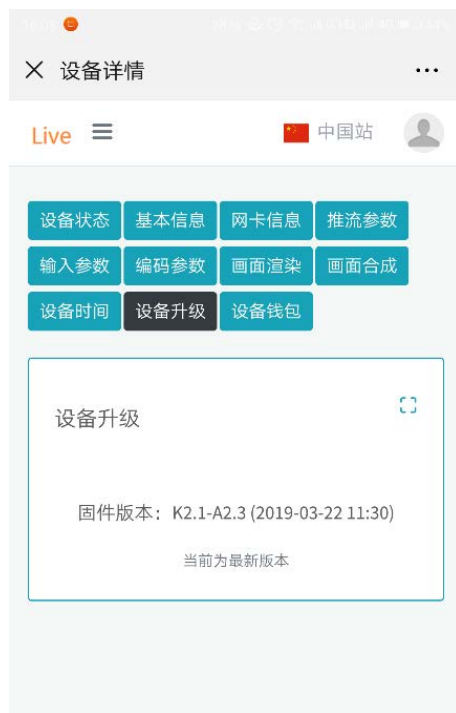 设备详情
Live
中国站
设备状态 基本信息 网卡信息 推流参数
输入参数 编码参数 画面渲染 画面合成
设备时间 设备升级 设备钱包
设备升级
固件版本：K2.1-A2.3 (2019-03-22 11:30)
当前为最新版本